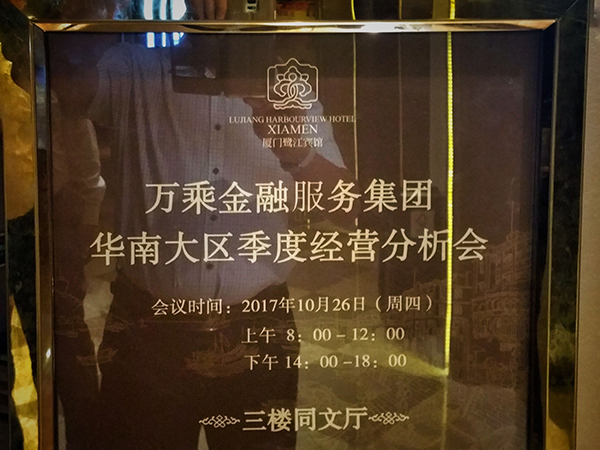 LUJIANG HARBOURVIEW HOTEL
XIAMEN
厦门鹭江宾馆
万乘金融服务集团
华南大区季度经营分析会
会议时间：2017年10月26日（周四）
上午 8：00－12：00
下午 14：00 -18：00
三楼同文厅